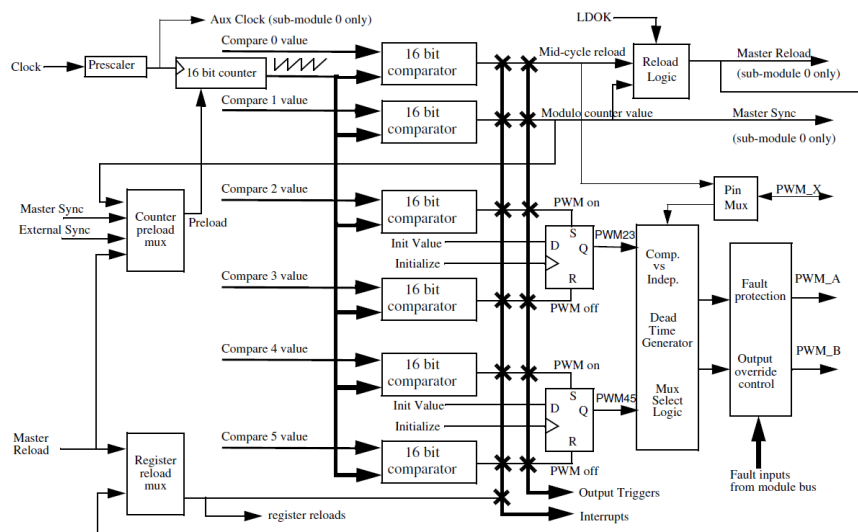 Aux Clock (sub-module 0 only)
LDOK
Compare 0 value
Clock
Prescaler
16 bit counter
16 bit
comparator
Mid-cycle reload
Reload
Logic
Master Reload
(sub-module 0 only)
Compare 1 value
16 bit
comparator
Modulo counter value
Master Sync
(sub-module 0 only)
Master Sync
External Sync
Counter
preload
mux
Preload
Compare 2 value
16 bit
comparator
PWM on
Pin
Mux
PWM_X
Init Value
Initialize
D
S
Q
R
PWM23
Compare 3 value
16 bit
comparator
PWM off
Comp.
vs
Indep.
Dead
Time
Generator
Mux
Select
Logic
Fault
protection
Output
override
control
PWM_A
PWM_B
Compare 4 value
16 bit
comparator
PWM on
Init Value
Initialize
D
S
Q
R
PWM45
Compare 5 value
16 bit
comparator
PWM off
Master
Reload
Register
reload
mux
register reloads
Output Triggers
Interrupts
Fault inputs
from module bus